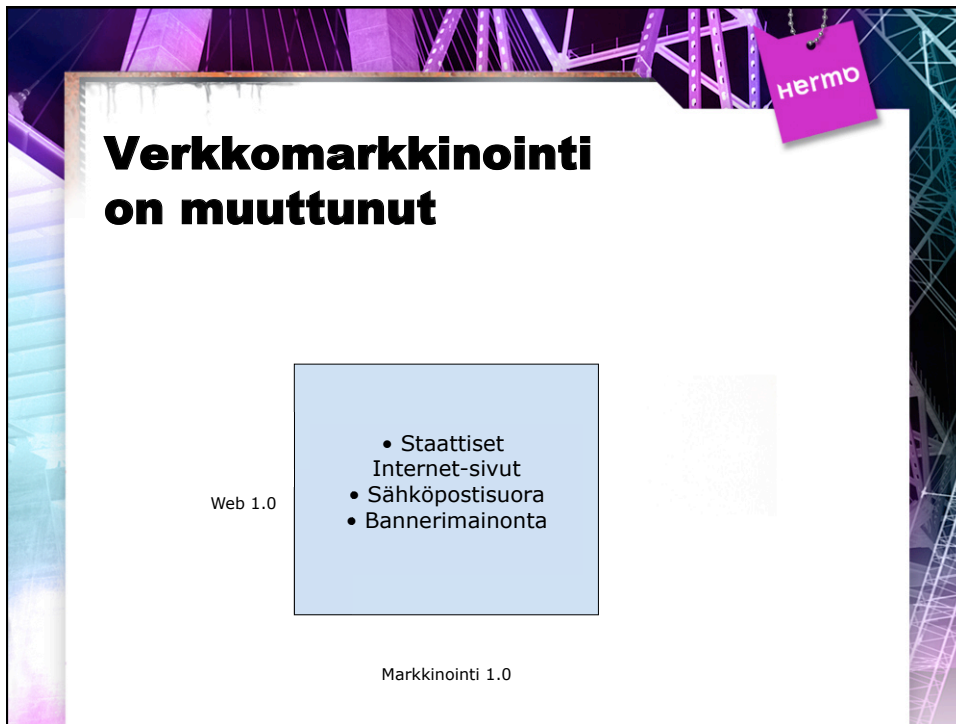 Hermo
Verkkomarkkinointi
on muuttunut
• Staattiset
Internet-sivut
• Sähköpostisuora
• Bannerimainonta
Web 1.0
Markkinointi 1.0